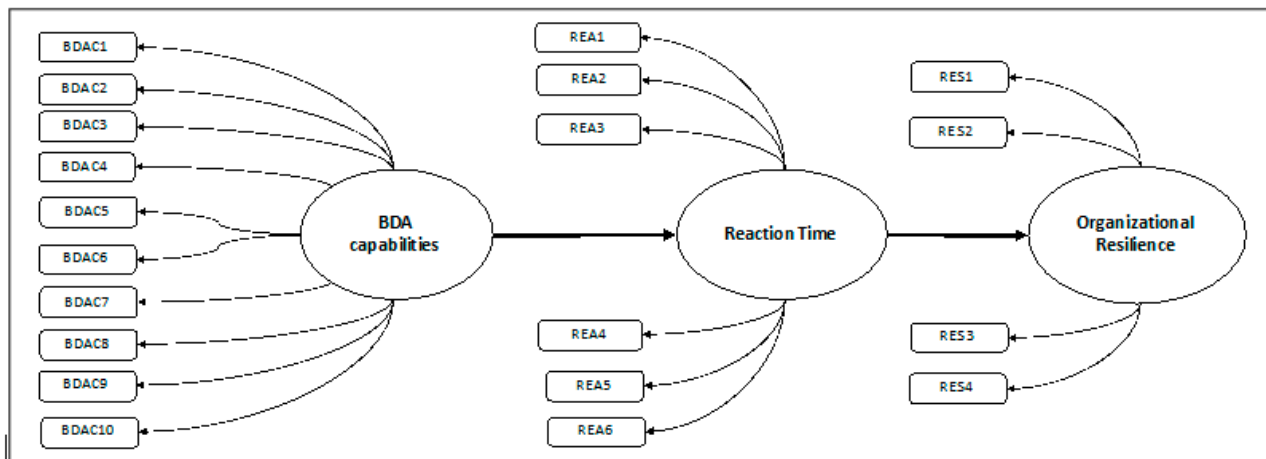 BDAC1
BDAC2
BDAC3
BDAC4
BDAC5
BDAC6
BDAC7
BDAC8
BDAC9
BDAC10
BDA
capabilities
REA1
REA2
REA3
Reaction Time
REA4
REA5
REA6
RES1
RES2
Organizational
Resilience
RES3
RES4